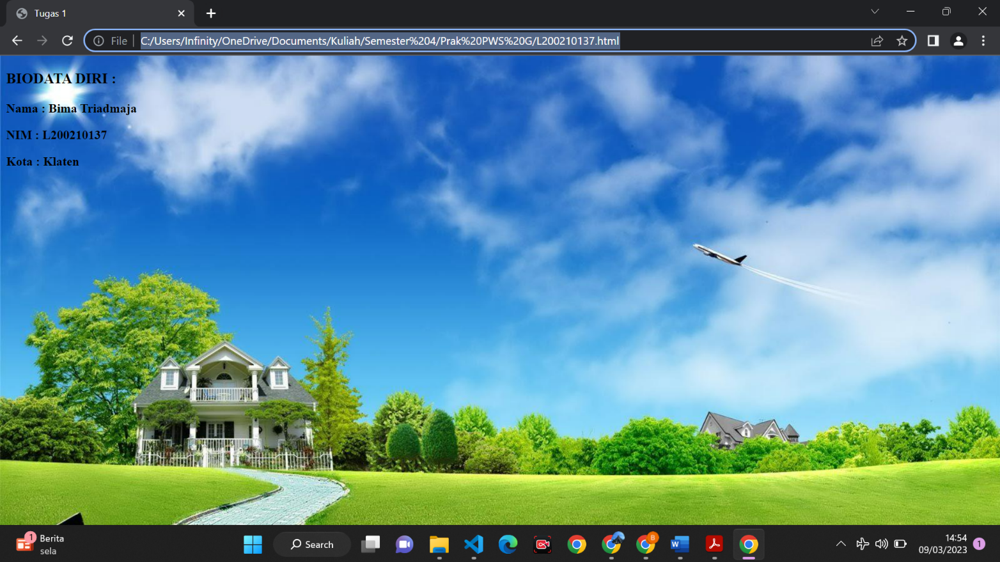 Tugas 1
File
C:/Users/Infinity/OneDrive/Documents/Kuliah/Semester%204/Prak%20PWS%20G/L200210137.html
BIODATA DIRI :
Nama : Bima Triadmaja
NIM : L200210137
Kota : Klaten
1
Berita
sela
Search
B
W
14:54
09/03/2023
1